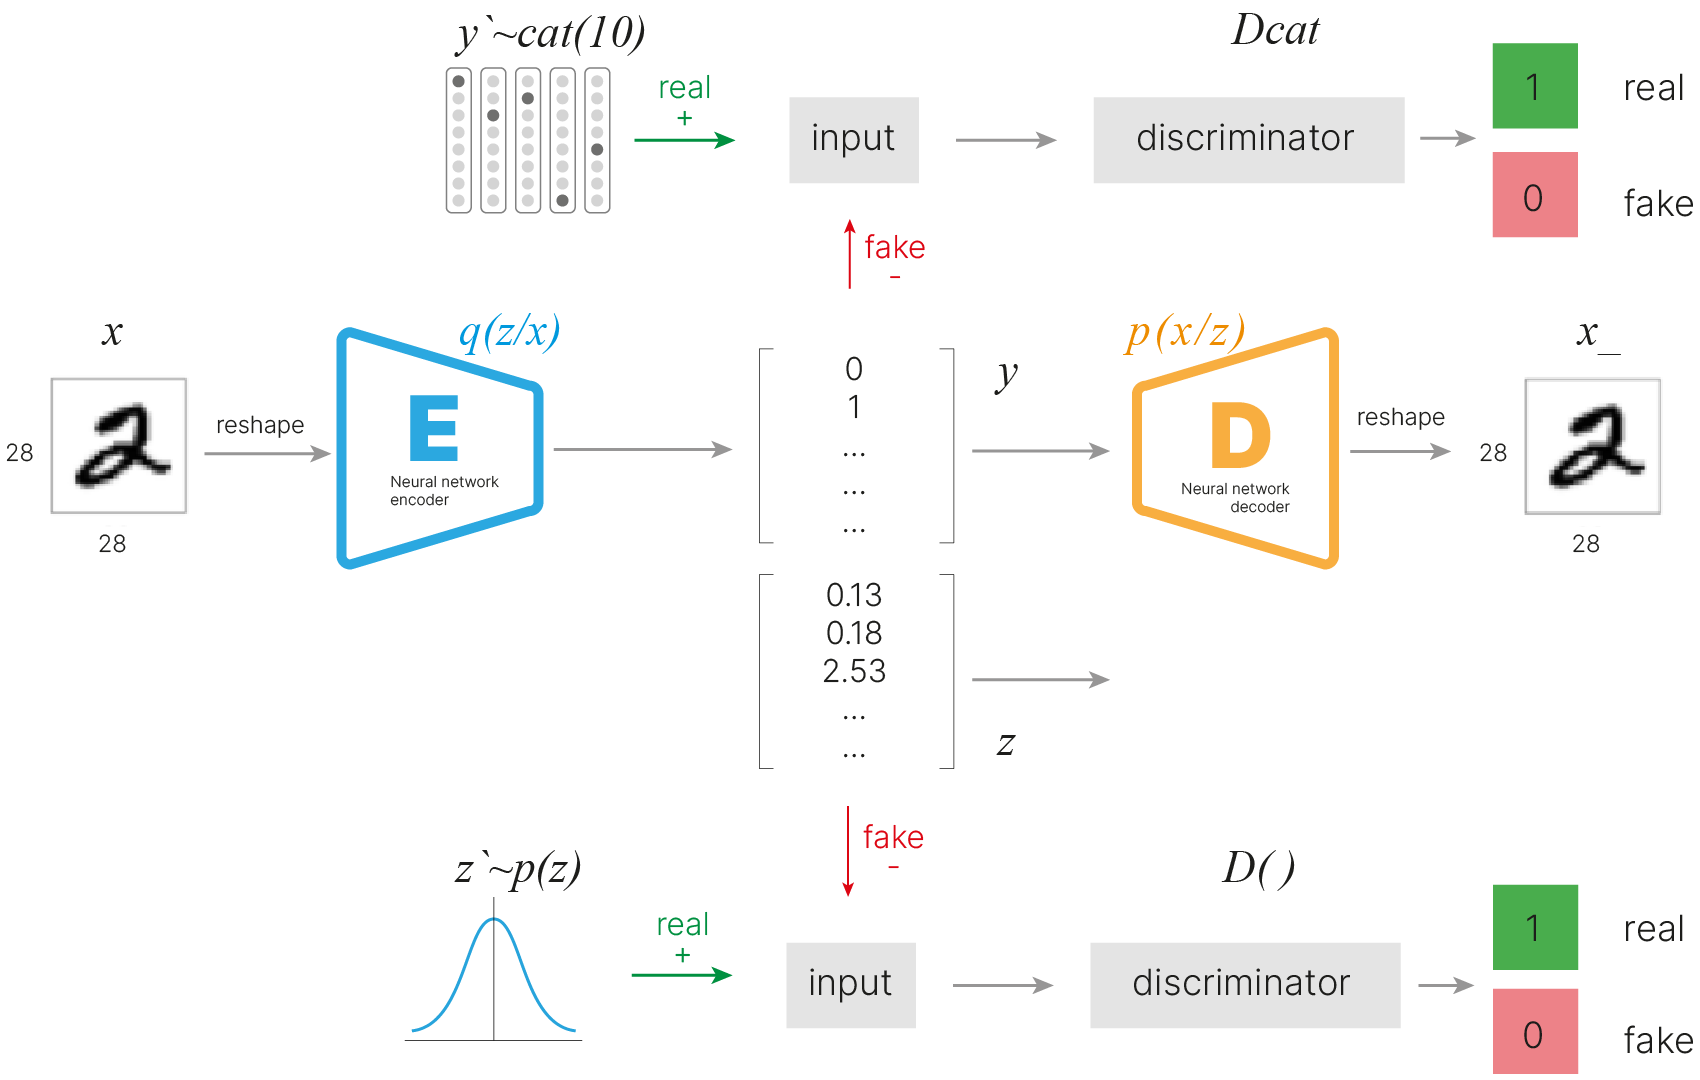 y`~cat(10)
Dcat
real
+
input
discriminator
1
real
0
fake
fake
-
x
q(z/x)
p(x/z)
x_
28
28
reshape
E
Neural network
encoder
0
1
...
...
...
y
D
Neural network
decoder
reshape
28
28
0.13
0.18
2.53
...
...
z
fake
-
z`~p(z)
D( )
real
+
input
discriminator
1
real
0
fake